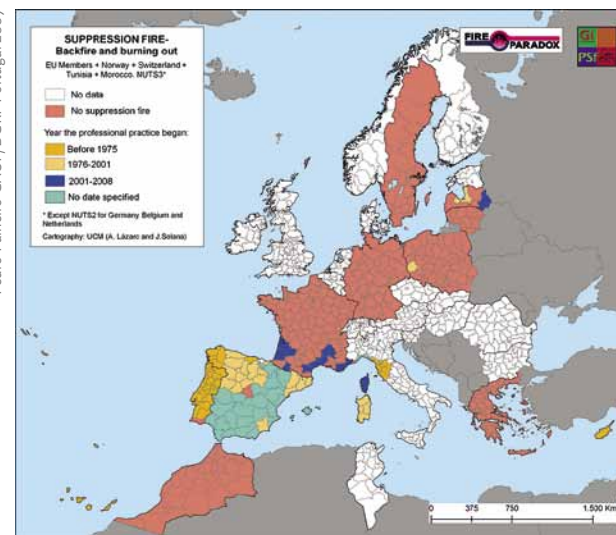 SUPPRESSION FIRE-
Backfire and burning out
EU Members + Norway + Switzerland +
Tunisia + Morocco. NUTS3*
No data
No suppression fire
Year the professional practice began:
Before 1975
1976-2001
2001-2008
No date specified
* Except NUTS2 for Germany Belgium and
Netherlands
Cartography: UCM (A. Lázaro and J.Solana)
FIRE
PARADOX
0 375 750 1.500 Km